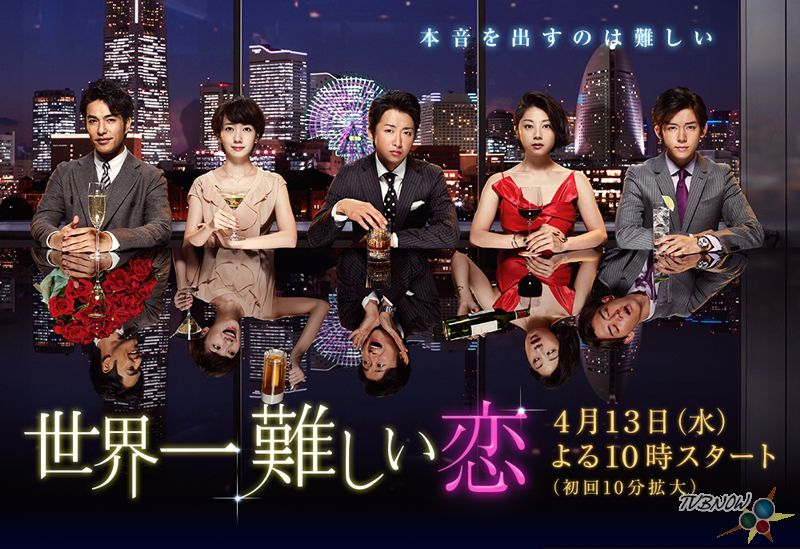 本音を出すのは難しい
世界一難しい恋
4月13日(水)
よる10時スタート
(初回10分拡大)
TVBNOW